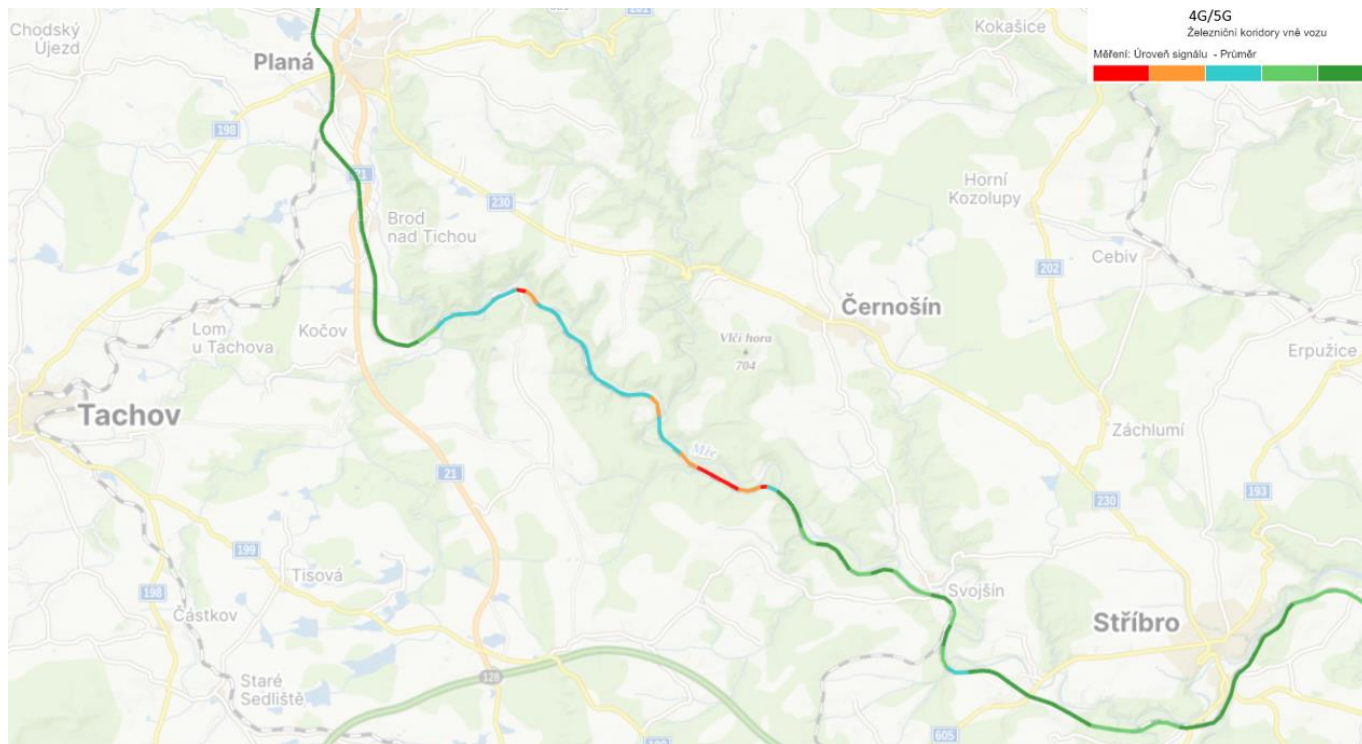 4G/5G
Železniční koridory vně vozu
Měření: Úroveň signálu - Průměr
Chodský
Újezd
Kokašice
Planá
198
21
Brod
nad Tichou
230
Horní
Kozolupy
202
Cebiv
Černošín
Lom
u Tachova
Kočov
Vlčí hora
704
Erpužice
Tachov
Záchlumí
Mže
21
230
193
199
Tisová
198
Částkov
Svojšín
Stříbro
128
Staré
Sedliště
605